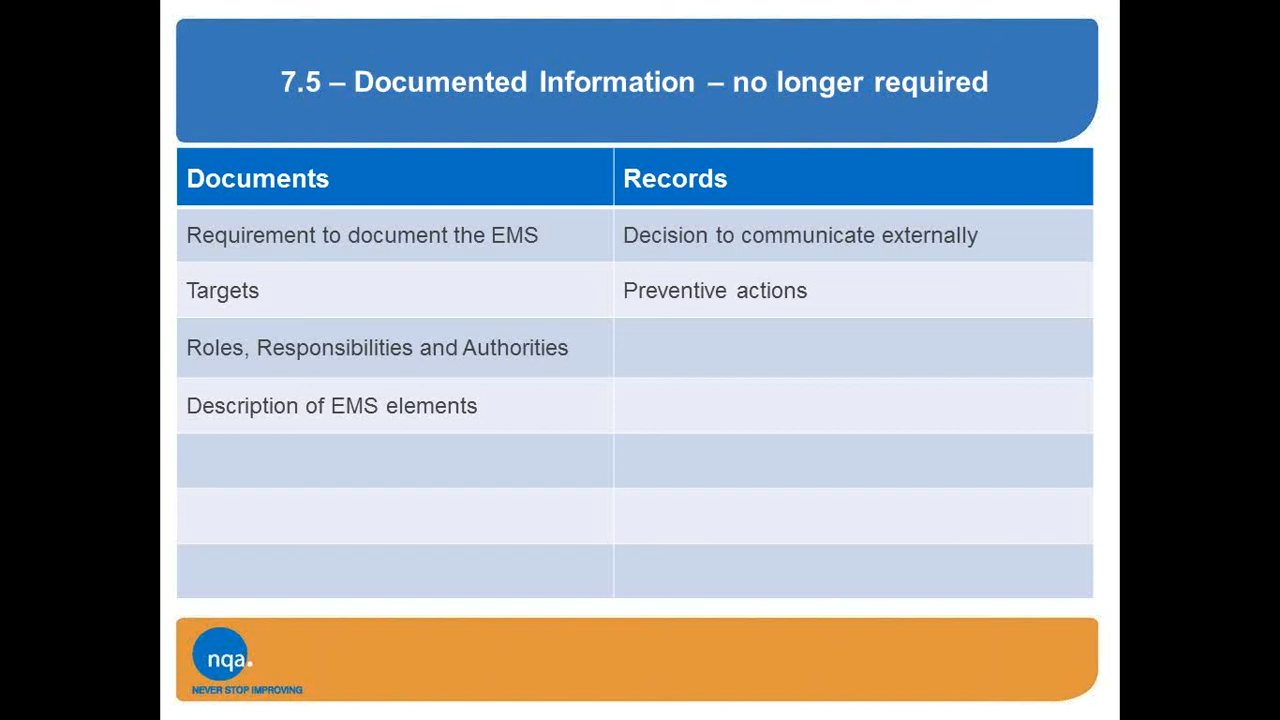 7.5 – Documented Information – no longer required
Documents Records
Requirement to document the EMS Decision to communicate externally
Targets Preventive actions
Roles, Responsibilities and Authorities
Description of EMS elements
nqa.
NEVER STOP IMPROVING